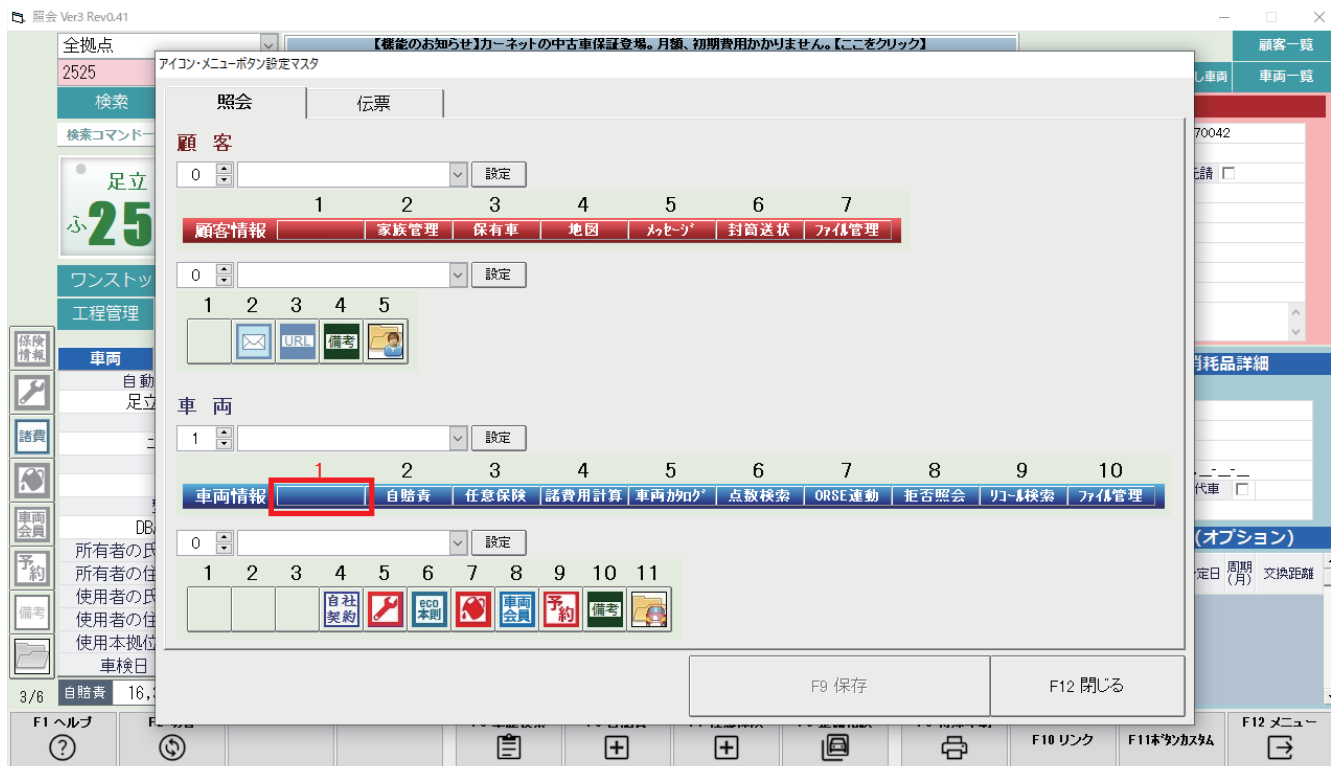 照会 Ver3 Rev0.41
全拠点
【機能のお知らせ】カーネットの中古車保証登場。月額、初期費用かかりません。【ここをクリック】
顧客一覧
2525
アイコン・メニューボタン設定マスタ
し車両
車両一覧
検索
照会
伝票
検索コマンド一
顧 客
70042
0
設定
足立
1 2 3 4 5 6 7
ふ25
顧客情報 家族管理 保有車 地図 メッセージ 封筒送状 ファイル管理
0
設定
ワンストッ
1 2 3 4 5
工程管理
URL
備考
保険
情報
車両
消耗品詳細
自動
足立
車 両
諸費
1
設定
1 2 3 4 5 6 7 8 9 10
車両情報 自賠責 任意保険 諸費用計算 車両カタログ 点数検索 ORSE連動 拒否照会 リコール検索 ファイル管理
代車
車両
会員
DBA
0
設定
(オプション)
所有者の氏
1 2 3 4 5 6 7 8 9 10 11
予約
所有者の住
定日
周期
(月)
交換距離
自社
契約
eco
本則
車両
会員
予約
備考
使用者の氏
備考
使用者の住
使用本拠位
車検日
3/6
自賠責 16,
F9 保存
F12 閉じる
F1 ヘルプ
F12 メニュー
F10 リンク
F11ボタンカスタム